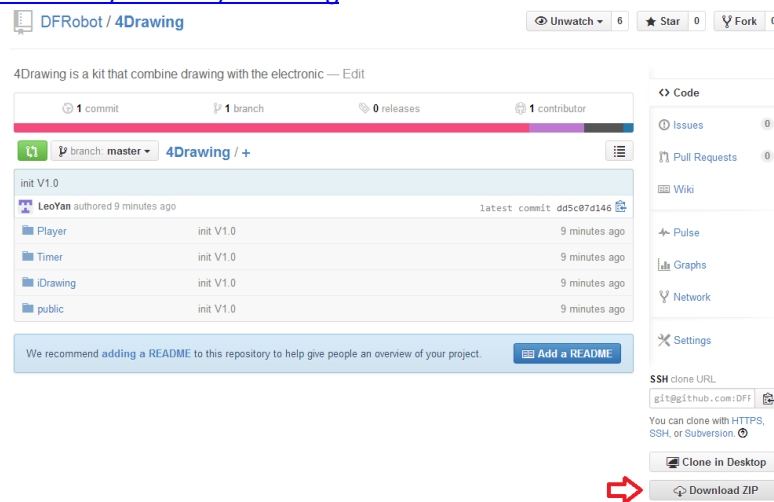 DFRobot / 4Drawing
Unwatch 6
Star 0
Fork 0
4Drawing is a kit that combine drawing with the electronic — Edit
1 commit
1 branch
0 releases
1 contributor
branch: master
4Drawing / +
init V1.0
LeoYan authored 9 minutes ago
latest commit dd5c07d146
Player init V1.0 9 minutes ago
Timer init V1.0 9 minutes ago
iDrawing init V1.0 9 minutes ago
public init V1.0 9 minutes ago
We recommend adding a README to this repository to help give people an overview of your project.
Add a README
Code
Issues 0
Pull Requests 0
Wiki
Pulse
Graphs
Network
Settings
SSH clone URL
git@github.com:DFF
You can clone with HTTPS,
SSH, or Subversion.
Clone in Desktop
Download ZIP